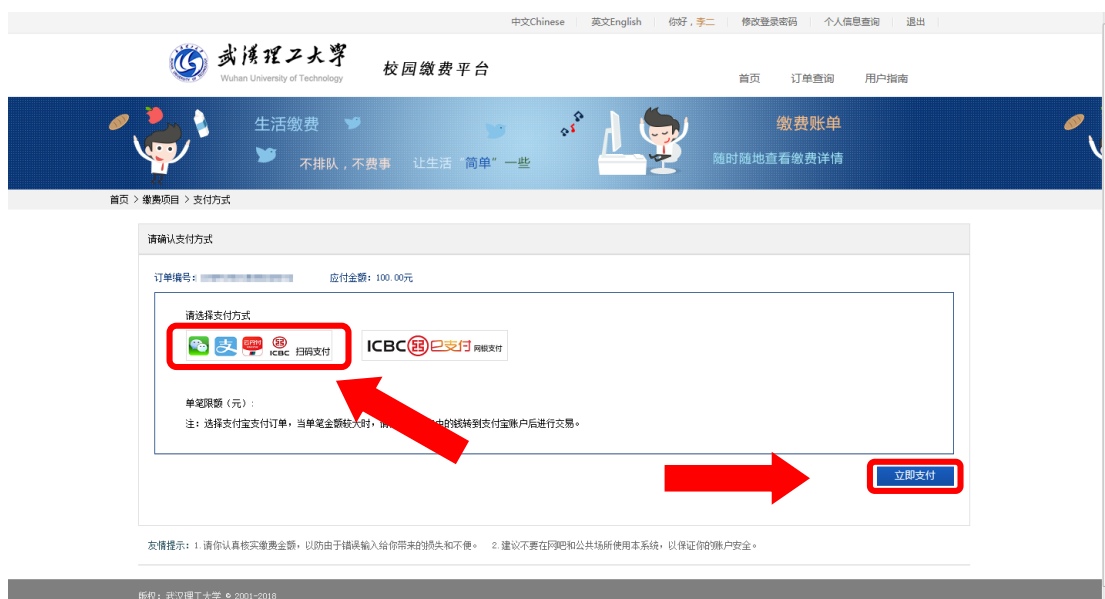 中文Chinese 英文English 你好，李二 修改登录密码 个人信息查询 退出
武汉理工大学
Wuhan University of Technology
校园缴费平台
首页 订单查询 用户指南
生活缴费
不排队，不费事 让生活“简单”一些
缴费账单
随时随地查看缴费详情
首页 > 缴费项目 > 支付方式
请确认支付方式
订单编号： 应付金额：100.00元
请选择支付方式
ICBC 扫码支付
ICBC e支付 网银支付
单笔限额（元）：
注：选择支付宝支付订单，当单笔金额较大时， 的钱转到支付宝账户后进行交易。
立即支付
友情提示：1.请你认真核实缴费金额，以防由于错误输入给你带来的损失和不便。 2.建议不要在网吧和公共场所使用本系统，以保证你的账户安全。
版权：武汉理工大学 © 2001-2018